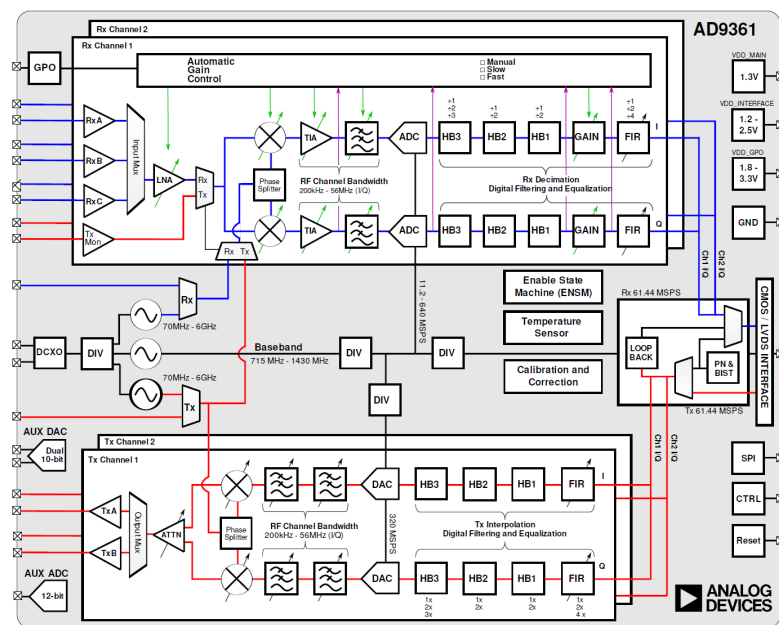 Rx Channel 2
Rx Channel 1
AD9361
GPO
Automatic
Gain
Control
Manual
Slow
Fast
VDD_MAIN
1.3V
VDD_INTERFACE
1.2 -
2.5V
VDD_GPO
1.8 -
3.3V
GND
RxA
RxB
RxC
Tx
Mon
Input Mux
LNA
Rx
Tx
Phase
Splitter
Rx Tx
TIA
ADC
÷1
÷2
÷3
HB3
÷1
÷2
HB2
÷1
÷2
HB1
GAIN
÷1
÷2
÷4
FIR
I
RF Channel Bandwidth
200kHz - 56MHz (I/Q)
Rx Decimation
Digital Filtering and Equalization
TIA
ADC
HB3
HB2
HB1
GAIN
FIR
Q
Ch1 I/Q
Ch2 I/Q
11.2 - 640 MSPS
Rx
70MHz - 6GHz
DCXO
DIV
Baseband
715 MHz - 1430 MHz
DIV
DIV
DIV
70MHz - 6GHz
Tx
Enable State
Machine (ENSM)
Temperature
Sensor
Calibration and
Correction
Rx 61.44 MSPS
LOOP
BACK
PN &
BIST
Tx 61.44 MSPS
CMOS / LVDS INTERFACE
Ch1 I/Q
Ch2 I/Q
AUX DAC
Dual
10-bit
AUX ADC
12-bit
Tx Channel 2
Tx Channel 1
TxA
TxB
Output Mux
ATTN
Phase
Splitter
RF Channel Bandwidth
200kHz - 56MHz (I/Q)
DAC
320 MSPS
HB3
HB2
HB1
FIR
I
Tx Interpolation
Digital Filtering and Equalization
DAC
HB3
HB2
HB1
FIR
Q
1x
2x
3x
1x
2x
1x
2x
1x
2x
4x
SPI
CTRL
Reset
ANALOG
DEVICES